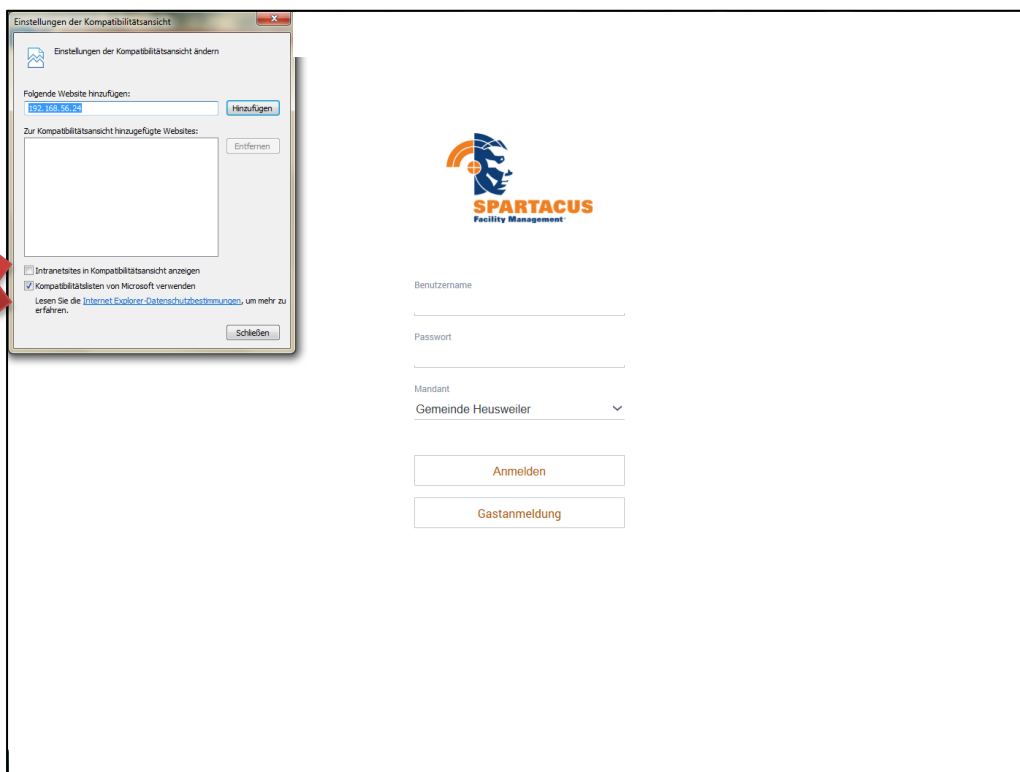 Einstellungen der Kompatibilitätsansicht
Einstellungen der Kompatibilitätsansicht ändern
Folgende Website hinzufügen:
192.168.56.24
Hinzufügen
Zur Kompatibilitätsansicht hinzugefügte Websites:
Entfernen
Intranetsites in Kompatibilitätsansicht anzeigen
Kompatibilitätslisten von Microsoft verwenden
Lesen Sie die Internet Explorer-Datenschutzbestimmungen, um mehr zu
erfahren.
Schließen
SPARTACUS
Facility Management
Benutzername
Passwort
Mandant
Gemeinde Heusweiler
Anmelden
Gastanmeldung